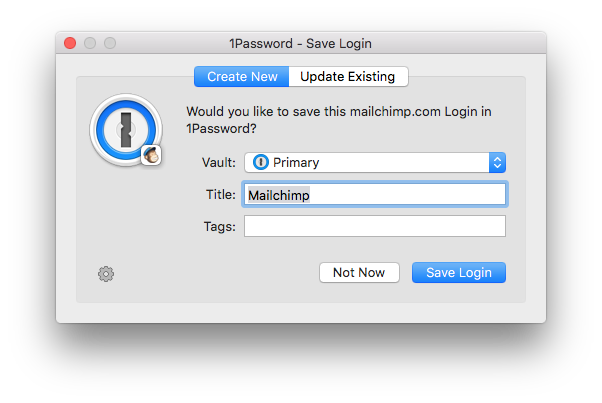 1Password - Save Login
Create New
Update Existing
Would you like to save this mailchimp.com Login in
1Password?
Vault: Primary
Title: Mailchimp
Tags:
Not Now
Save Login